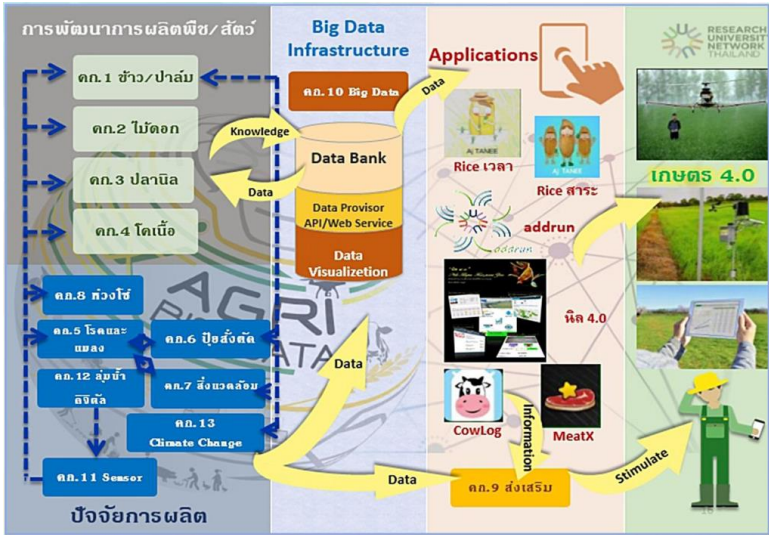 การพัฒนาการผลิตพืช/สัตว์
คก.1 ข้าว/ปาล์ม
คก.2 ไม้ดอก
คก.3 ปลานิล
คก.4 โคเนื้อ
คก.8 ห่วงโซ่
คก.5 โรคและ
แมลง
คก.6 ปุ๋ยสั่งตัด
คก.12 ลุ่มน้ำ
ดิจิตัล
คก.7 สิ่งแวดล้อม
คก.13
Climate Change
คก.11 Sensor
ปัจจัยการผลิต
AGRI
BIG DATA
Big Data
Infrastructure
คก.10 Big Data
Knowledge
Data
Data Bank
Data Provisor
API/Web Service
Data
Visualizetion
Data
Data
Data
Applications
AJ TANEE
Rice เวลา
AJ TANEE
Rice สาระ
addrun
addrun
นิล 4.0
CowLog
MeatX
Information
คก.9 ส่งเสริม
Stimulate
RESEARCH
UNIVERSITY
NETWORK
THAILAND
เกษตร 4.0
16